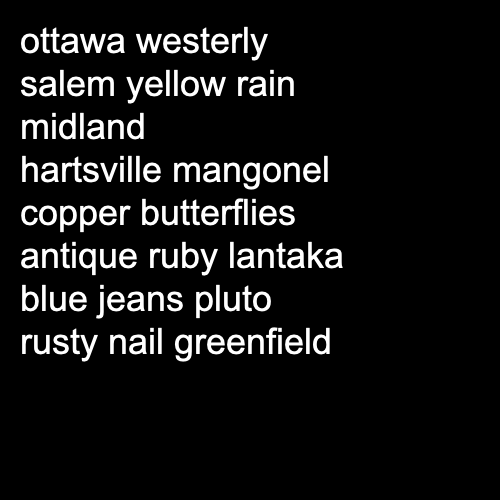 ottawa westerly
salem yellow rain
midland
hartsville mangonel
copper butterflies
antique ruby lantaka
blue jeans pluto
rusty nail greenfield